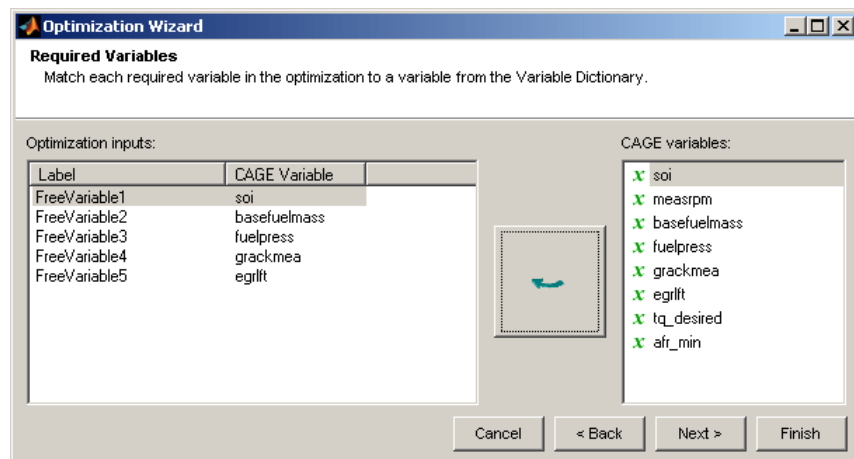 Optimization Wizard
Required Variables
Match each required variable in the optimization to a variable from the Variable Dictionary.
Optimization inputs:
CAGE variables:
Label CAGE Variable
FreeVariable1 soi
FreeVariable2 basefuelmass
FreeVariable3 fuelpress
FreeVariable4 grackmea
FreeVariable5 egrlft
x soi
x measrpm
x basefuelmass
x fuelpress
x grackmea
x egrlft
x tq_desired
x afr_min
Cancel < Back Next > Finish